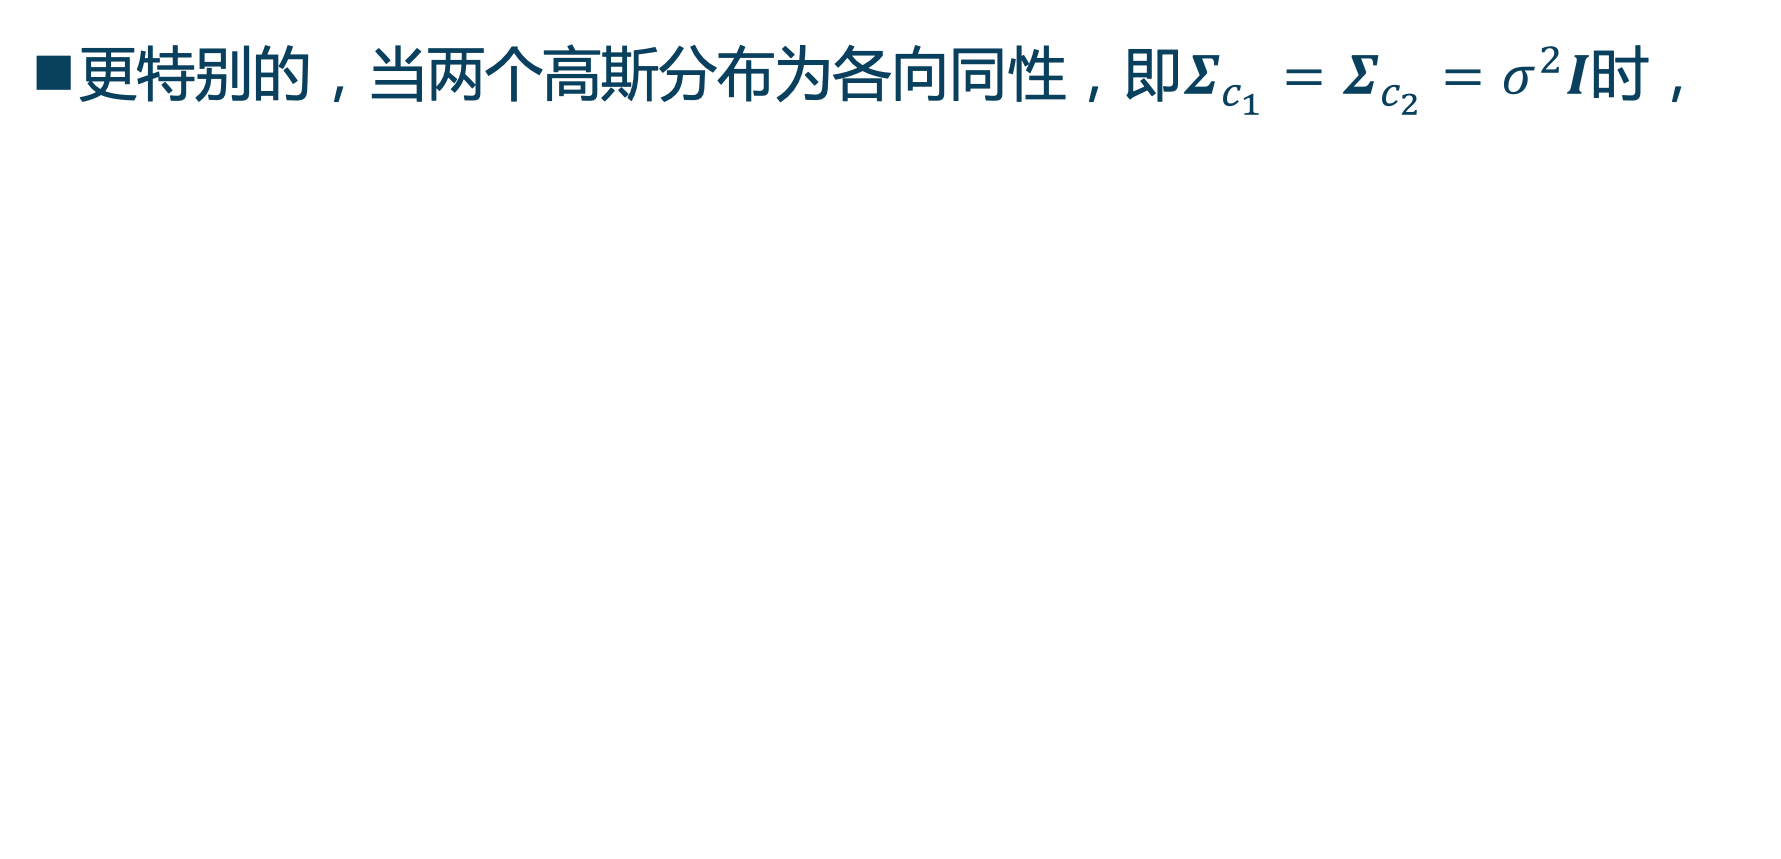 ■更特别的，当两个高斯分布为各向同性，即𝜮_{c_1} = 𝜮_{c_2} = σ^2𝑰时，